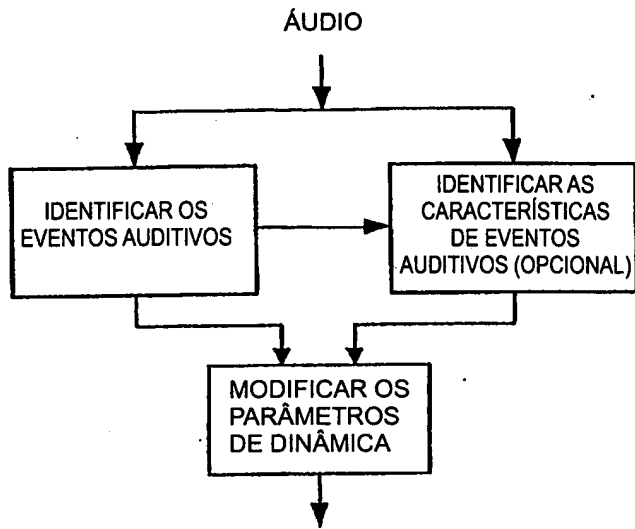 ÁUDIO
IDENTIFICAR OS
EVENTOS AUDITIVOS
IDENTIFICAR AS
CARACTERÍSTICAS
DE EVENTOS
AUDITIVOS (OPCIONAL)
MODIFICAR OS
PARÂMETROS
DE DINÂMICA